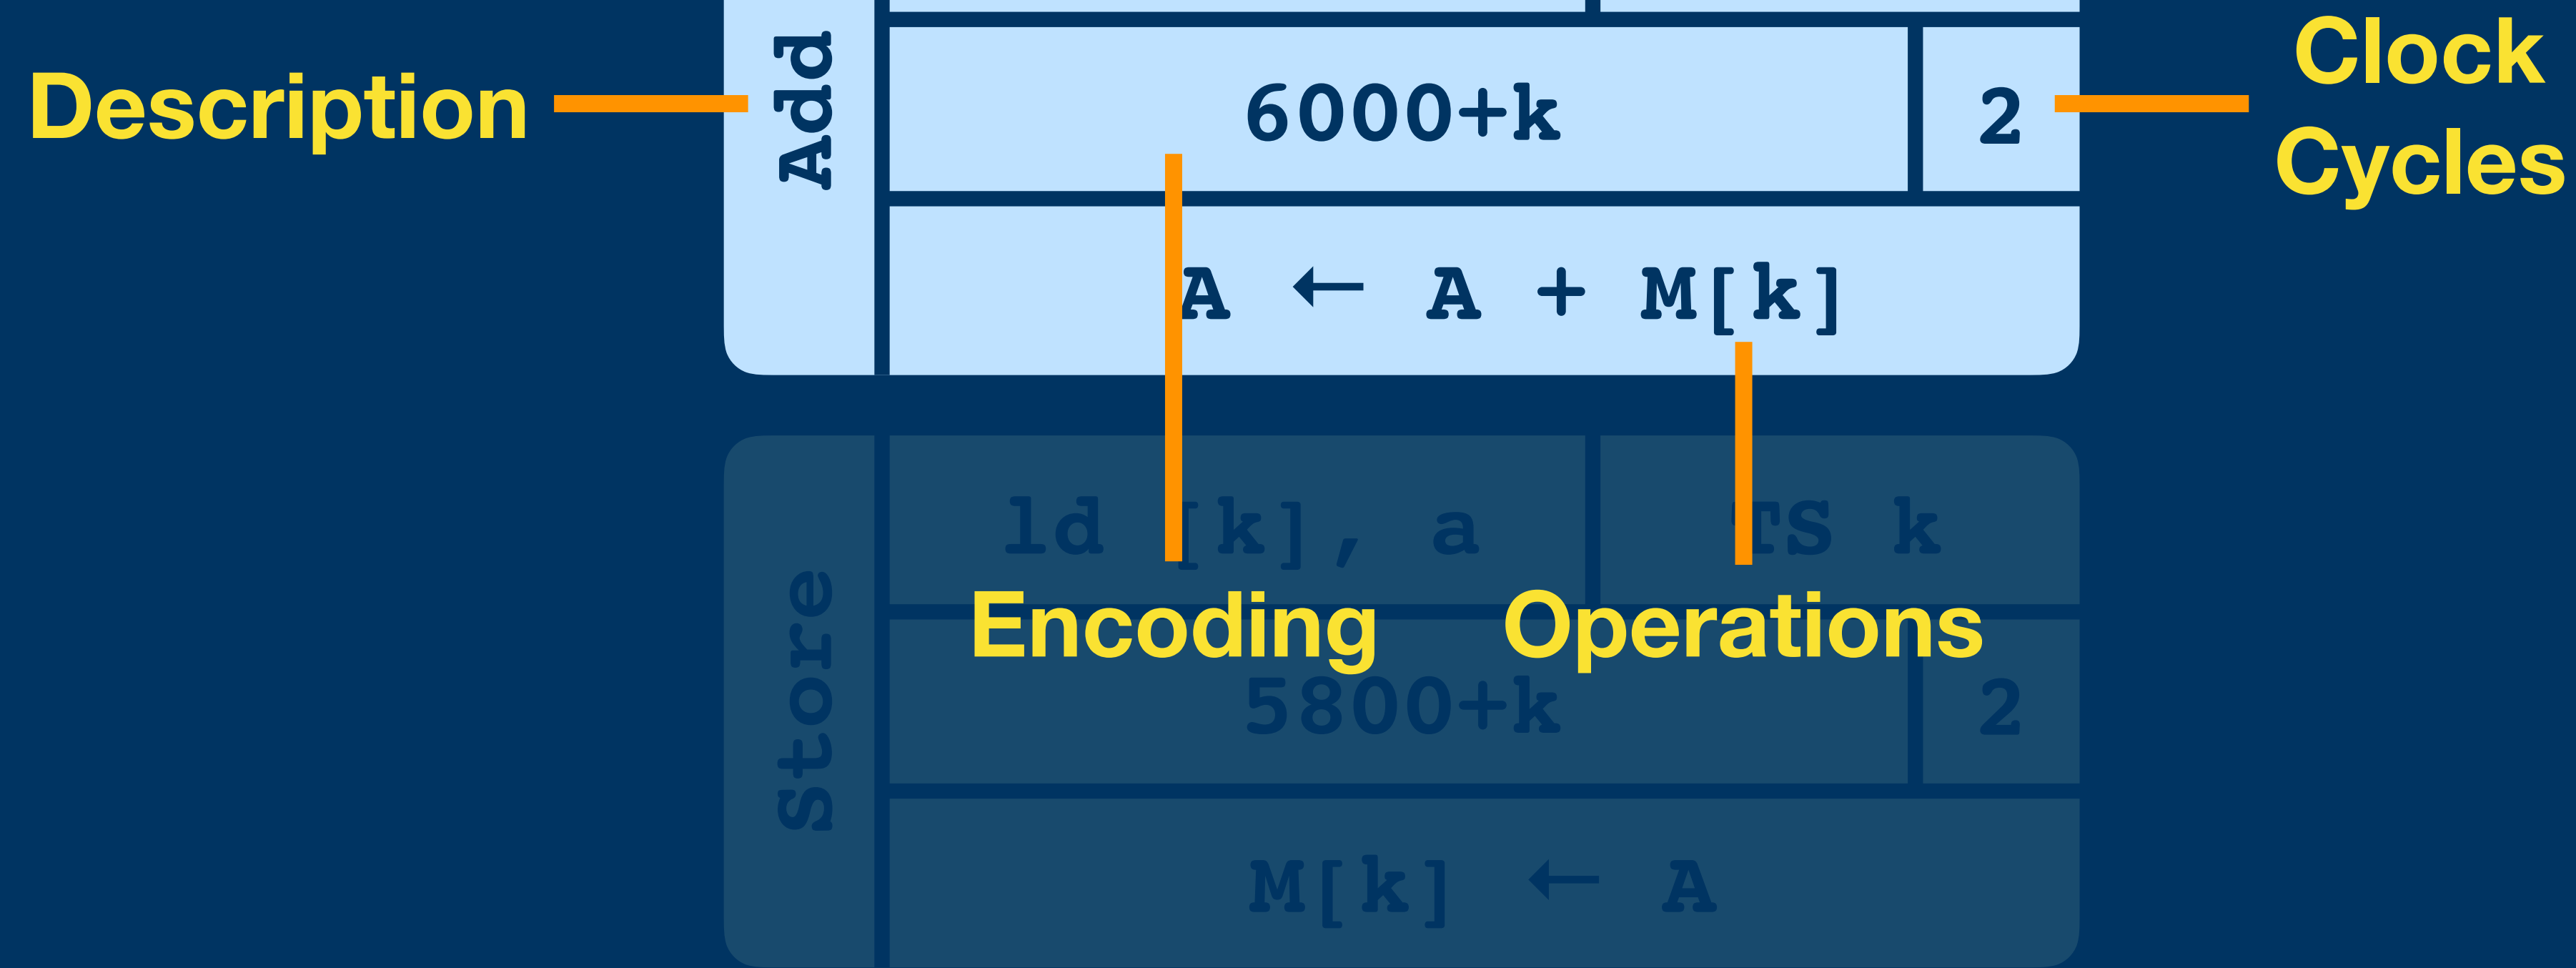 Description
Add
6000+k
2
Clock
Cycles
A ← A + M[k]
Store
ld [k], a
TS k
Encoding
Operations
5800+k
2
M[k] ← A